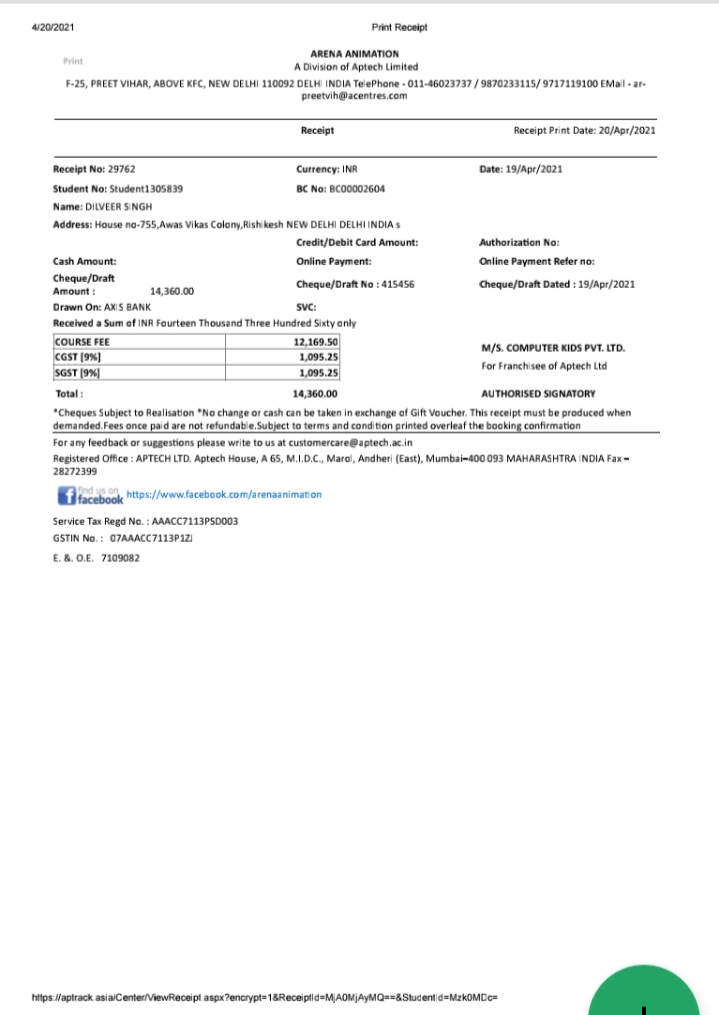 4/20/2021 Print Receipt
Print
ARENA ANIMATION
A Division of Aptech Limited
F-25, PREET VIHAR, ABOVE KFC, NEW DELHI 110092 DELHI INDIA TelePhone - 011-46023737 / 9870233115/ 9717119100 EMail - ar-
preetvih@acentres.com
Receipt Receipt Print Date: 20/Apr/2021
Receipt No: 29762 Currency: INR Date: 19/Apr/2021
Student No: Student1305839 BC No: BC00002604
Name: DILVEER SINGH
Address: House no-755,Awas Vikas Colony,Rishikesh NEW DELHI DELHI INDIA s
Credit/Debit Card Amount: Authorization No:
Cash Amount: Online Payment: Online Payment Refer no:
Cheque/Draft
Amount : 14,360.00 Cheque/Draft No : 415456 Cheque/Draft Dated : 19/Apr/2021
Drawn On: AXIS BANK SVC:
Received a Sum of INR Fourteen Thousand Three Hundred Sixty only
COURSE FEE 12,169.50
CGST [9%] 1,095.25
SGST [9%] 1,095.25
M/S. COMPUTER KIDS PVT. LTD.
For Franchisee of Aptech Ltd
Total : 14,360.00 AUTHORISED SIGNATORY
*Cheques Subject to Realisation *No change or cash can be taken in exchange of Gift Voucher. This receipt must be produced when
demanded.Fees once paid are not refundable.Subject to terms and condition printed overleaf the booking confirmation
For any feedback or suggestions please write to us at customercare@aptech.ac.in
Registered Office : APTECH LTD. Aptech House, A 65, M.I.D.C., Marol, Andheri (East), Mumbai-400 093 MAHARASHTRA INDIA Fax -
28272399
find us on
facebook https://www.facebook.com/arenaanimation
Service Tax Regd No. : AAACC7113PSD003
GSTIN No. : 07AAACC7113P1ZJ
E. &. O.E. 7109082
https://aptrack.asia/Center/ViewReceipt.aspx?encrypt=1&ReceiptId=MjA0MjAyMQ==&StudentId=Mzk0MDc=